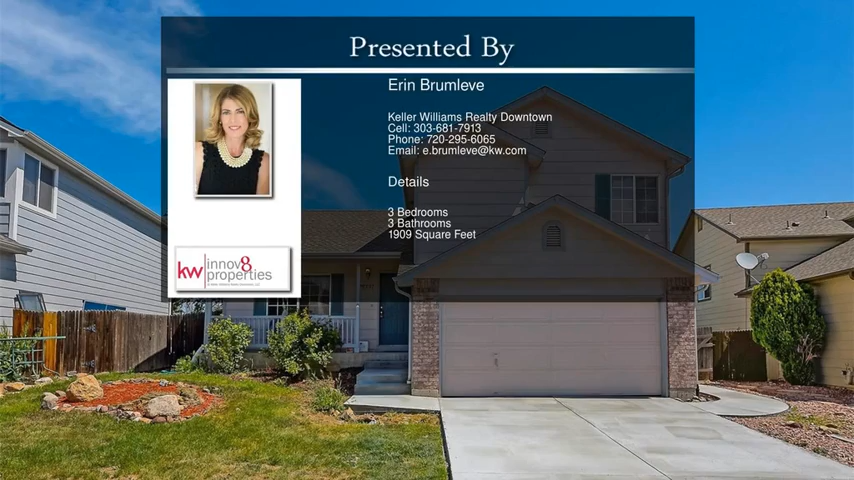 Presented By
Erin Brumleve
Keller Williams Realty Downtown
Cell: 303-681-7913
Phone: 720-295-6065
Email: e.brumleve@kw.com
Details
3 Bedrooms
3 Bathrooms
1909 Square Feet
kw innov8
properties